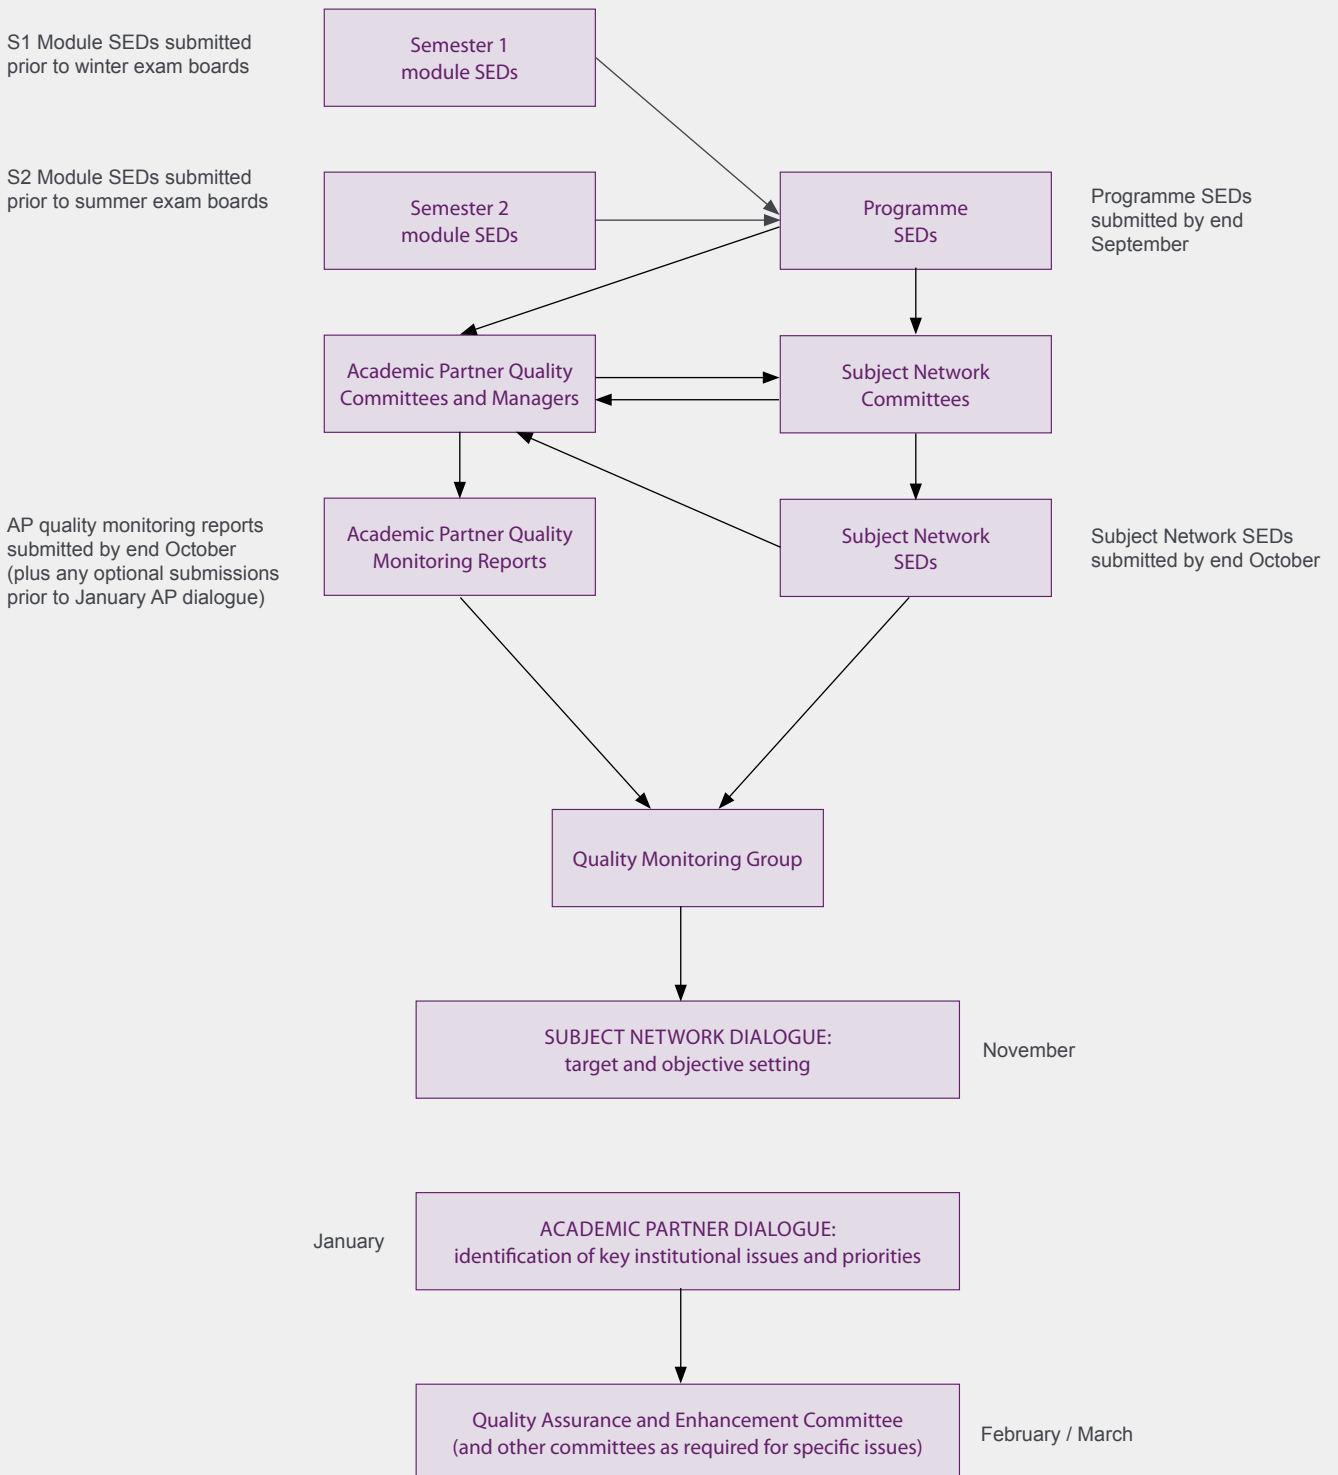 S1 Module SEDs submitted
prior to winter exam boards
Semester 1
module SEDs
S2 Module SEDs submitted
prior to summer exam boards
Semester 2
module SEDs
Programme
SEDs
Programme SEDs
submitted by end
September
Academic Partner Quality
Committees and Managers
Subject Network
Committees
AP quality monitoring reports
submitted by end October
(plus any optional submissions
prior to January AP dialogue)
Academic Partner Quality
Monitoring Reports
Subject Network
SEDs
Subject Network SEDs
submitted by end October
Quality Monitoring Group
SUBJECT NETWORK DIALOGUE:
target and objective setting
November
January
ACADEMIC PARTNER DIALOGUE:
identification of key institutional issues and priorities
Quality Assurance and Enhancement Committee
(and other committees as required for specific issues)
February / March